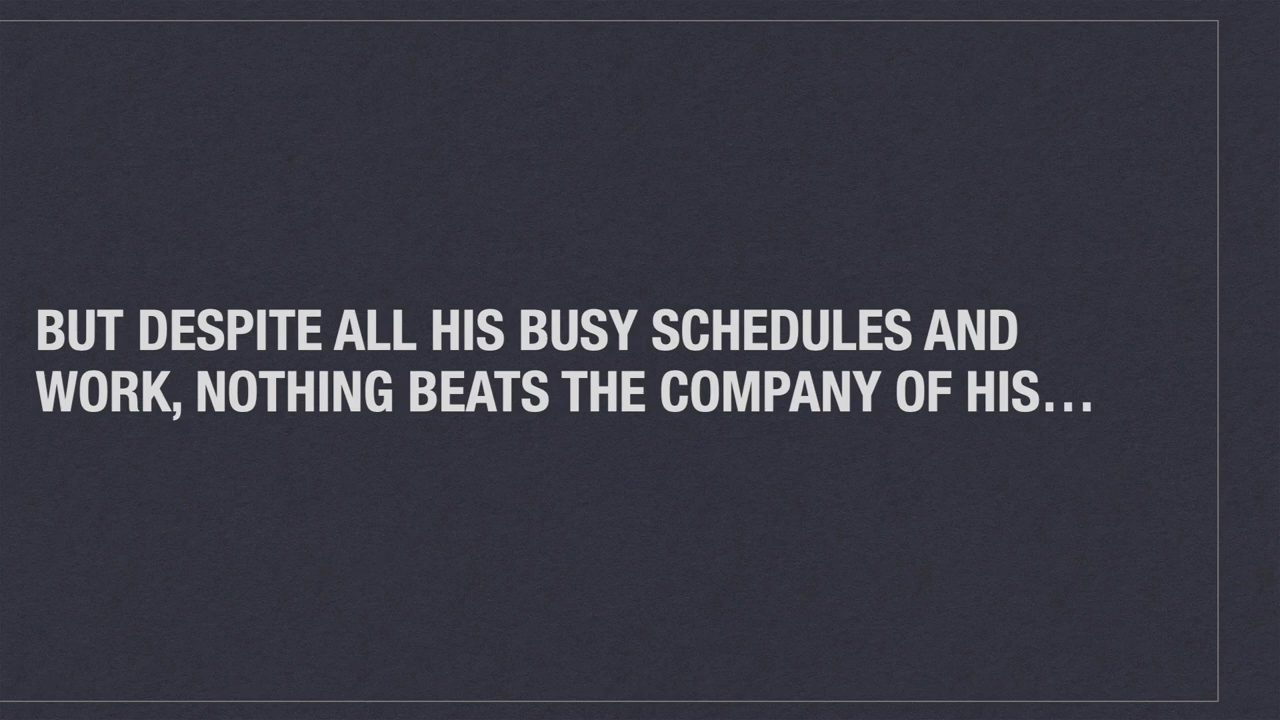 BUT DESPITE ALL HIS BUSY SCHEDULES AND
WORK, NOTHING BEATS THE COMPANY OF HIS…